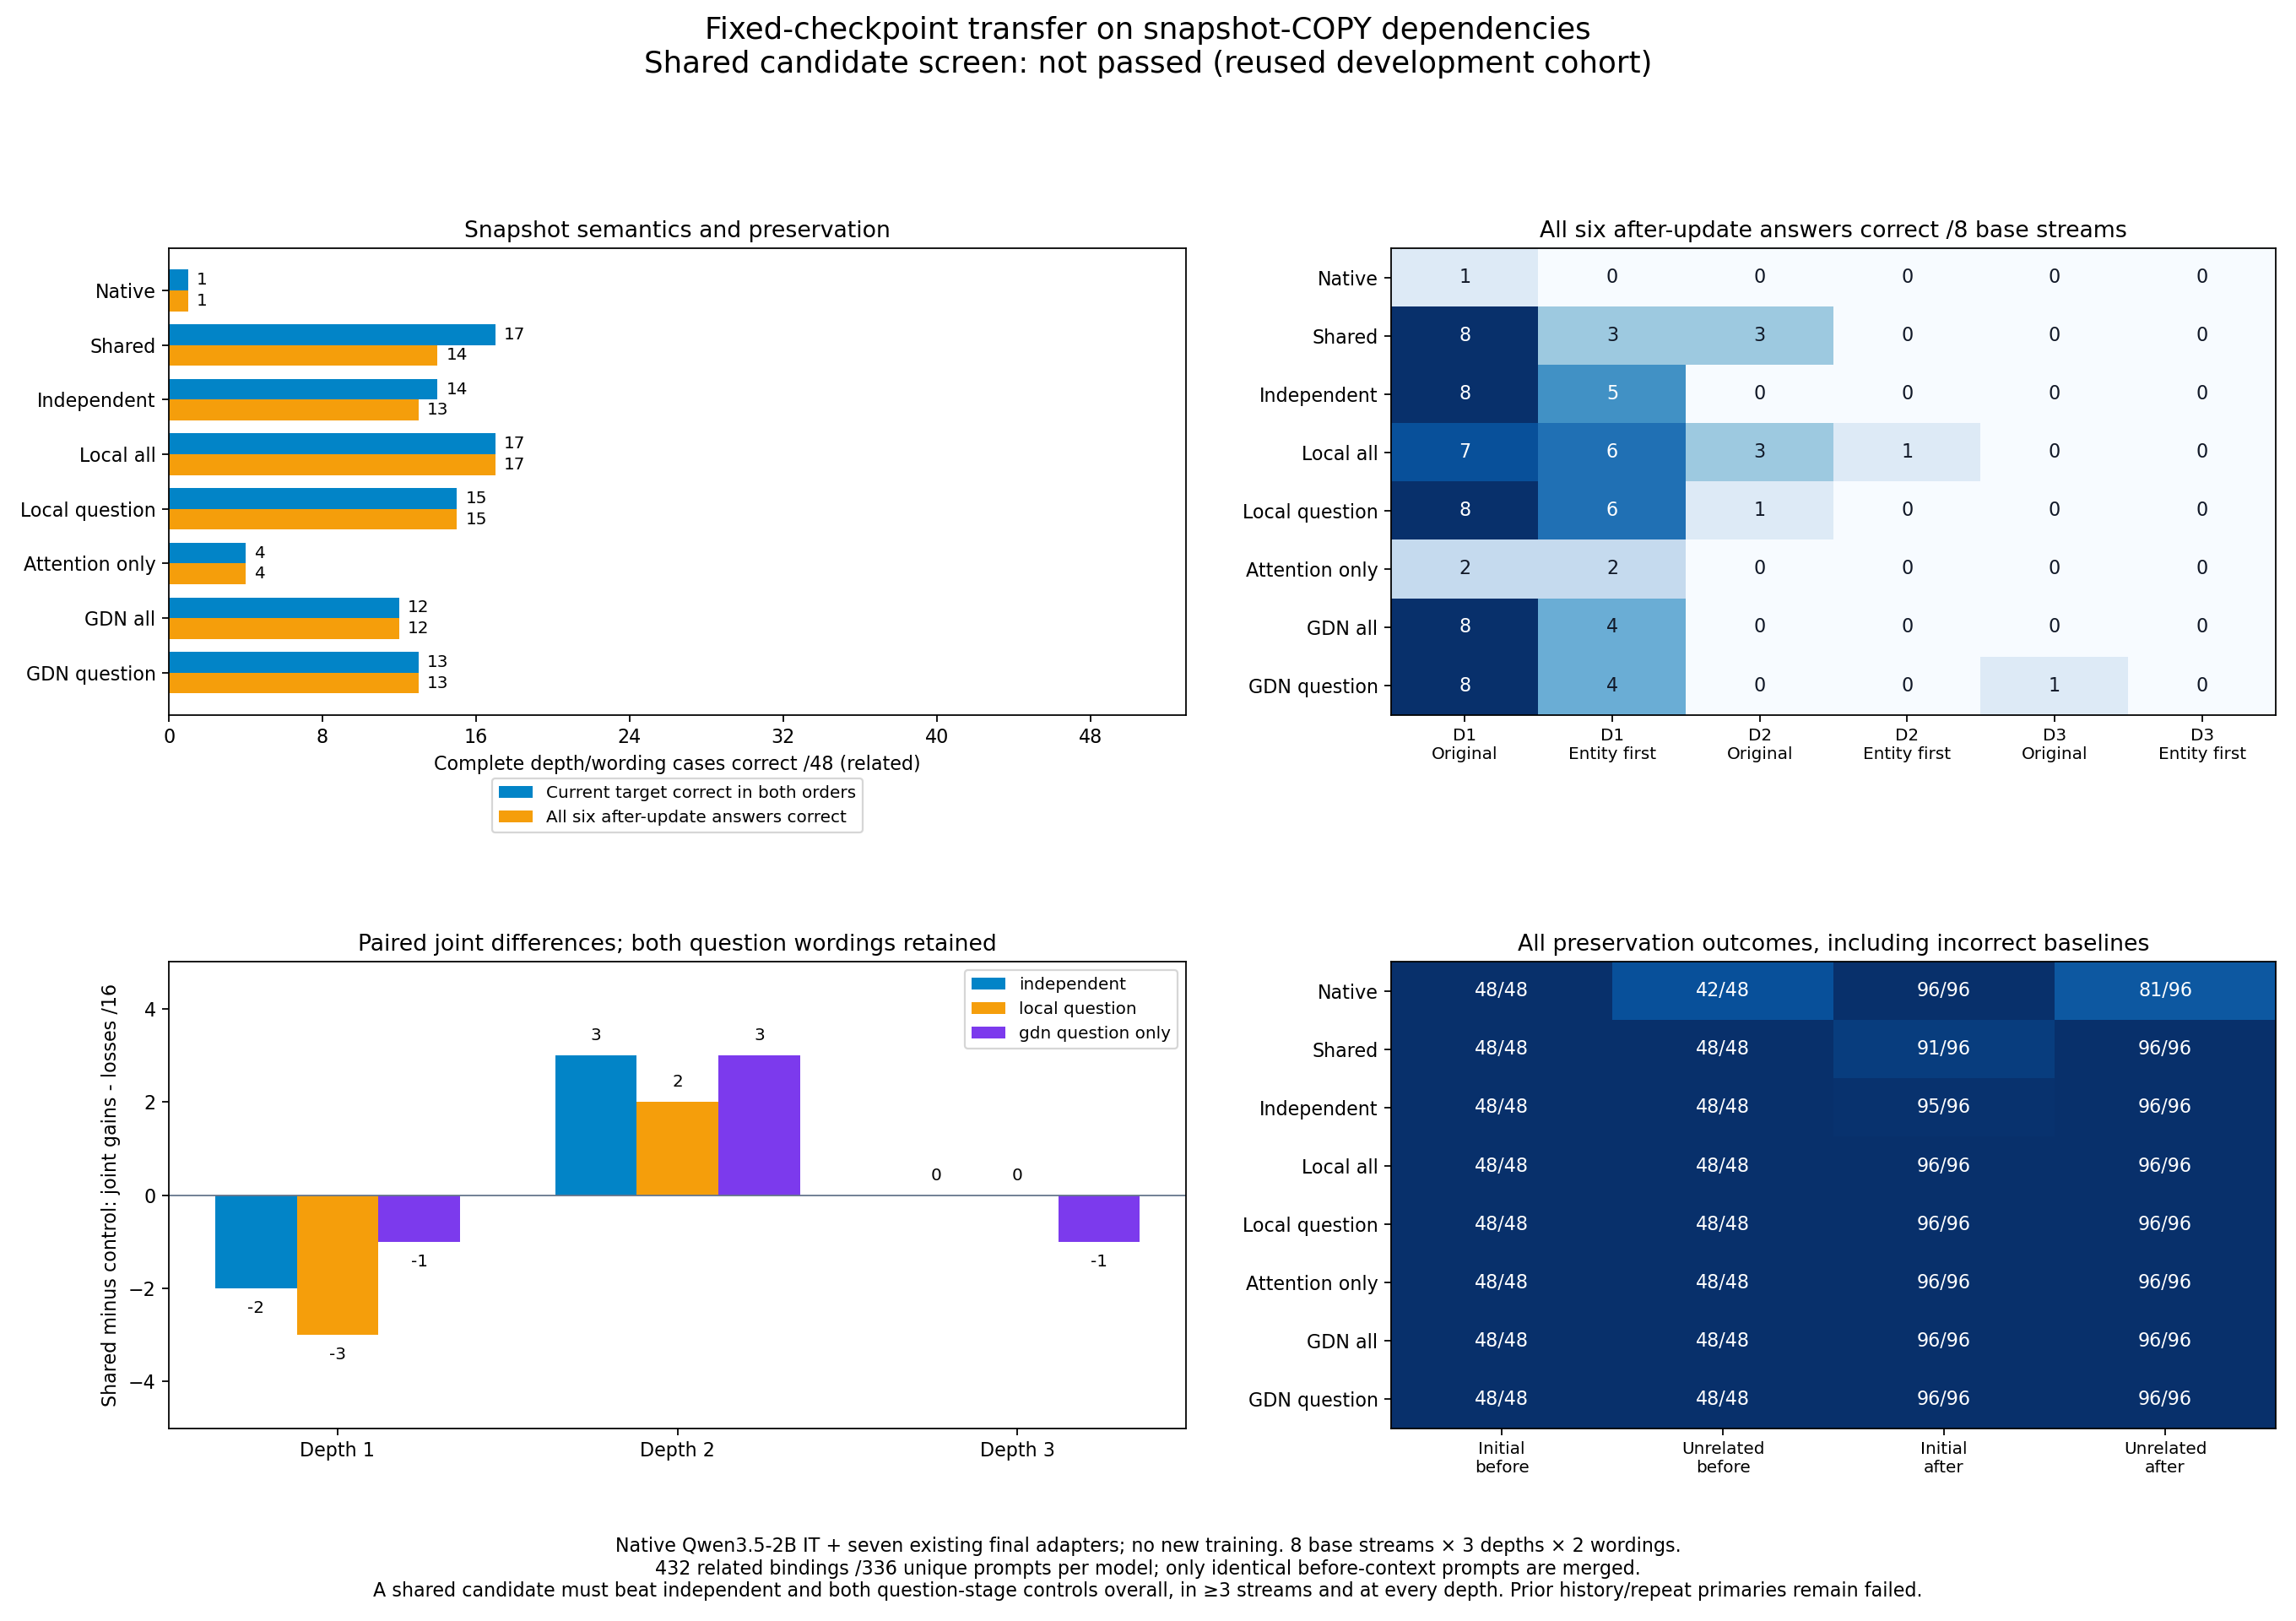 Fixed-checkpoint transfer on snapshot-COPY dependencies
Shared candidate screen: not passed (reused development cohort)
Snapshot semantics and preservation
Native
Shared
Independent
Local all
Local question
Attention only
GDN all
GDN question
1
1
17
14
14
13
17
17
15
15
4
4
12
12
13
13
0 8 16 24 32 40 48
Complete depth/wording cases correct /48 (related)
Current target correct in both orders
All six after-update answers correct
All six after-update answers correct /8 base streams
Native 1 0 0 0 0 0
Shared 8 3 3 0 0 0
Independent 8 5 0 0 0 0
Local all 7 6 3 1 0 0
Local question 8 6 1 0 0 0
Attention only 2 2 0 0 0 0
GDN all 8 4 0 0 0 0
GDN question 8 4 0 0 1 0
D1 D1 D2 D2 D3 D3
Original Entity first Original Entity first Original Entity first
Paired joint differences; both question wordings retained
Shared minus control: joint gains - losses /16
4
2
0
−2
−4
independent
local question
gdn question only
-2
-3
-1
3
2
3
0
0
-1
Depth 1 Depth 2 Depth 3
All preservation outcomes, including incorrect baselines
Native 48/48 42/48 96/96 81/96
Shared 48/48 48/48 91/96 96/96
Independent 48/48 48/48 95/96 96/96
Local all 48/48 48/48 96/96 96/96
Local question 48/48 48/48 96/96 96/96
Attention only 48/48 48/48 96/96 96/96
GDN all 48/48 48/48 96/96 96/96
GDN question 48/48 48/48 96/96 96/96
Initial Unrelated Initial Unrelated
before before after after
Native Qwen3.5-2B IT + seven existing final adapters; no new training. 8 base streams × 3 depths × 2 wordings.
432 related bindings /336 unique prompts per model; only identical before-context prompts are merged.
A shared candidate must beat independent and both question-stage controls overall, in ≥3 streams and at every depth. Prior history/repeat primaries remain failed.